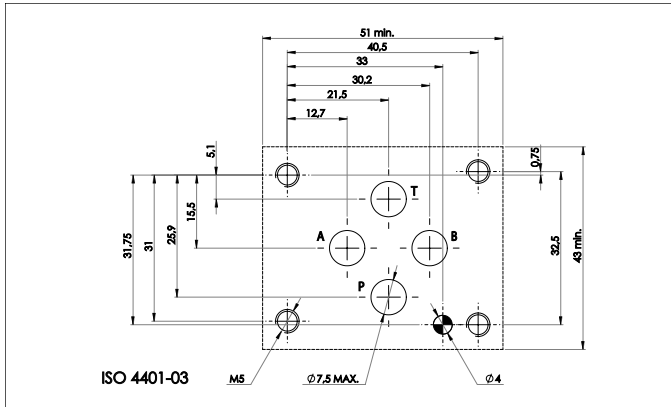 51 min.
40,5
33
30,2
21,5
12,7
5,1
0,75
T
A
B
P
31,75
31
25,9
15,5
32,5
43 min.
ISO 4401-03
M5
Ø7,5 MAX.
Ø4